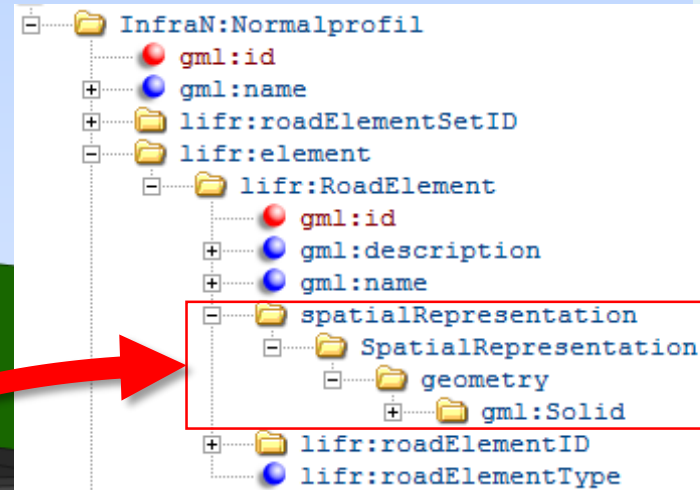 InfraN:Normalprofil
gml:id
gml:name
lifr:roadElementSetID
lifr:element
lifr:RoadElement
gml:id
gml:description
gml:name
spatialRepresentation
SpatialRepresentation
geometry
gml:Solid
lifr:roadElementID
lifr:roadElementType